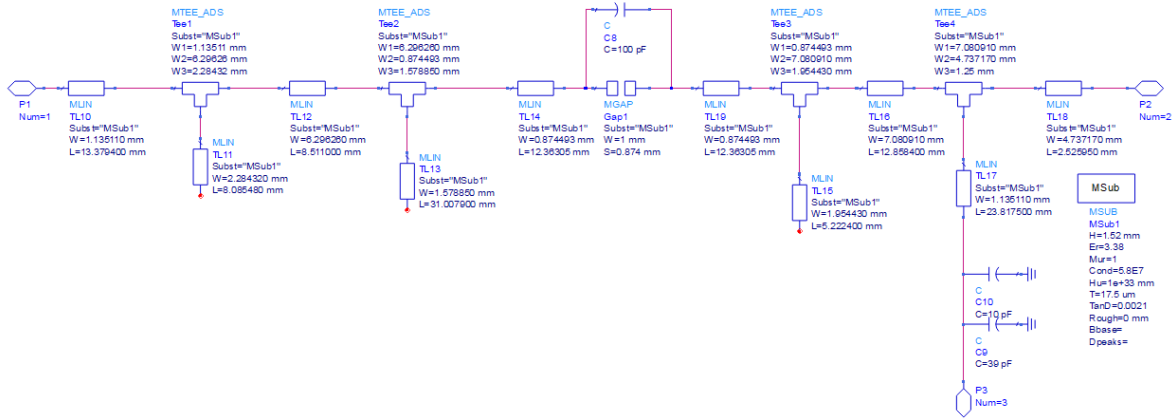 MTEE_ADS
Tee1
Subst="MSub1"
W1=1.13511 mm
W2=6.29626 mm
W3=2.28432 mm
MTEE_ADS
Tee2
Subst="MSub1"
W1=6.296260 mm
W2=0.874493 mm
W3=1.578850 mm
C
C8
C=100 pF
MTEE_ADS
Tee3
Subst="MSub1"
W1=0.874493 mm
W2=7.080910 mm
W3=1.954430 mm
MTEE_ADS
Tee4
Subst="MSub1"
W1=7.080910 mm
W2=4.737170 mm
W3=1.25 mm
P1
Num=1
MLIN
TL10
Subst="MSub1"
W=1.135110 mm
L=13.379400 mm
MLIN
TL11
Subst="MSub1"
W=2.284320 mm
L=8.085480 mm
MLIN
TL12
Subst="MSub1"
W=6.296260 mm
L=8.511000 mm
MLIN
TL13
Subst="MSub1"
W=1.578850 mm
L=31.007900 mm
MLIN
TL14
Subst="MSub1"
W=0.874493 mm
L=12.36305 mm
MGAP
Gap1
Subst="MSub1"
W=1 mm
S=0.874 mm
MLIN
TL19
Subst="MSub1"
W=0.874493 mm
L=12.36305 mm
MLIN
TL15
Subst="MSub1"
W=1.954430 mm
L=5.222400 mm
MLIN
TL16
Subst="MSub1"
W=7.080910 mm
L=12.858400 mm
MLIN
TL17
Subst="MSub1"
W=1.135110 mm
L=23.817500 mm
MLIN
TL18
Subst="MSub1"
W=4.737170 mm
L=2.525950 mm
P2
Num=2
C
C10
C=10 pF
C
C9
C=39 pF
P3
Num=3
MSub
MSUB
MSub1
H=1.52 mm
Er=3.38
Mur=1
Cond=5.8E7
Hu=1e+33 mm
T=17.5 um
TanD=0.0021
Rough=0 mm
Bbase=
Dpeaks=